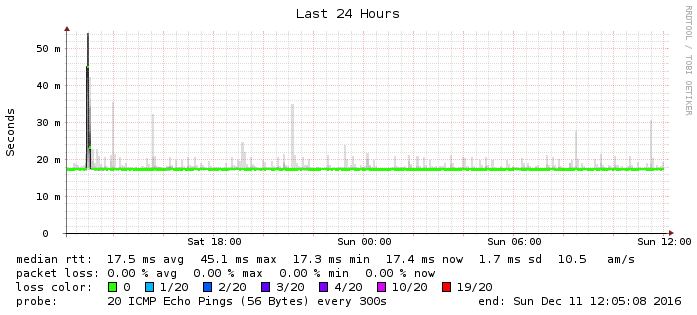 Last 24 Hours
RRDTOOL / TOBI OETIKER
Seconds
50 m
40 m
30 m
20 m
10 m
0
Sat 18:00 Sun 00:00 Sun 06:00 Sun 12:00
median rtt: 17.5 ms avg 45.1 ms max 17.3 ms min 17.4 ms now 1.7 ms sd 10.5 am/s
packet loss: 0.00 % avg 0.00 % max 0.00 % min 0.00 % now
loss color: 0 1/20 2/20 3/20 4/20 10/20 19/20
probe: 20 ICMP Echo Pings (56 Bytes) every 300s end: Sun Dec 11 12:05:08 2016